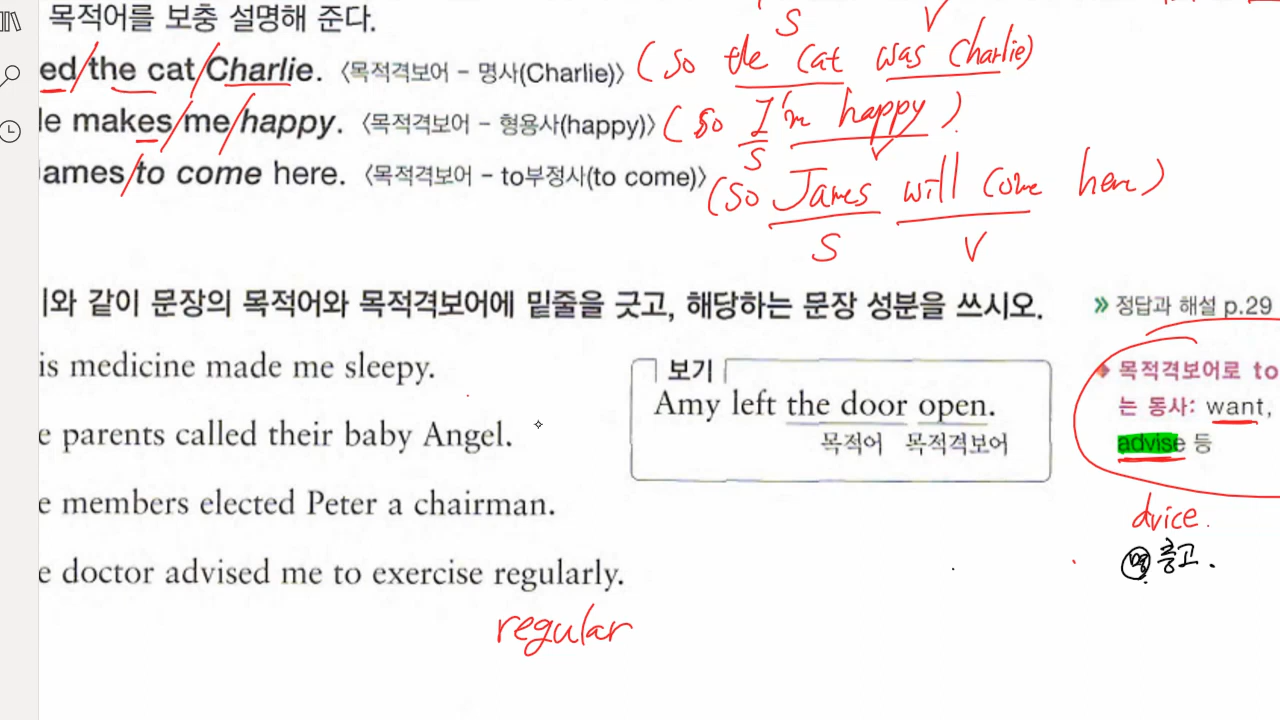 목적어를 보충 설명해 준다.
S V
ed/the cat/Charlie. 〈목적격보어 – 명사(Charlie)〉 (so the cat was Charlie)
le makes/me/happy. 〈목적격보어 – 형용사(happy)〉 (so I'm happy).
S V
ames/to come here. 〈목적격보어 – to부정사(to come)〉 (so James will come here)
S V
와 같이 문장의 목적어와 목적격보어에 밑줄을 긋고, 해당하는 문장 성분을 쓰시오. » 정답과 해설 p.29
is medicine made me sleepy.
e parents called their baby Angel.
e members elected Peter a chairman.
e doctor advised me to exercise regularly.
regular
보기
Amy left the door open.
목적어 목적격보어
목적격보어로 to
는 동사: want,
advise 등
dvice.
명 충고.